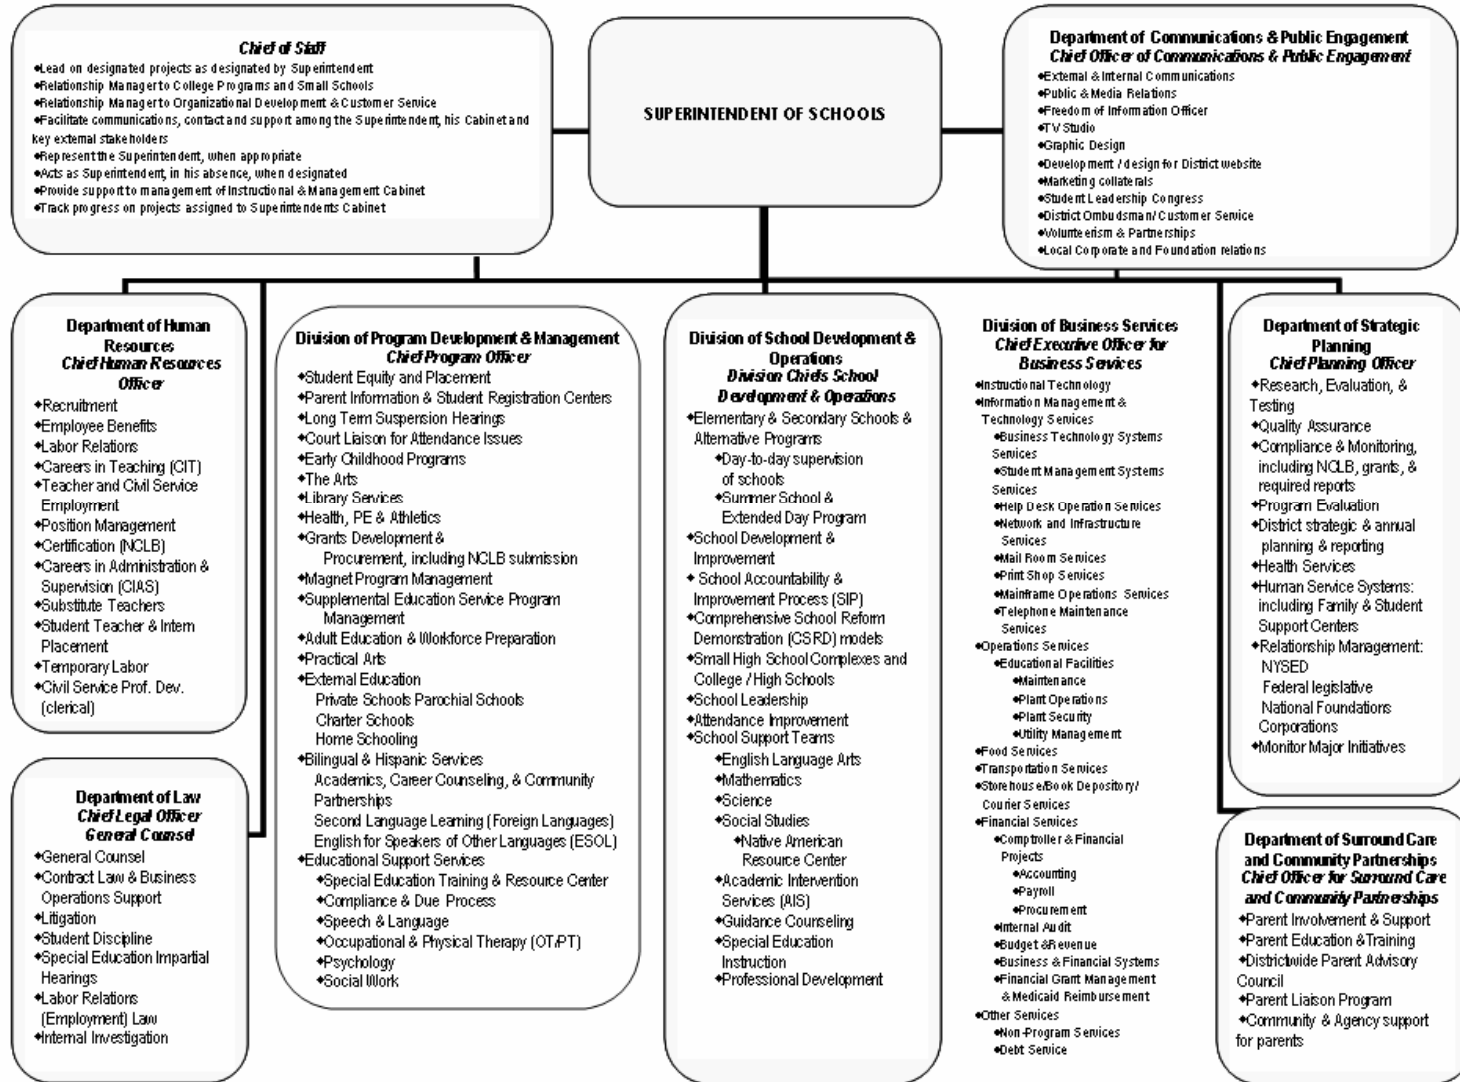 Chief of Staff
◆Lead on designated projects as designated by Superintendent
◆Relationship Manager to College Programs and Small Schools
◆Relationship Manager to Organizational Development & Customer Service
◆Facilitate communications, contact and support among the Superintendent, his Cabinet and
key external stakeholders
◆Represent the Superintendent, when appropriate
◆Acts as Superintendent, in his absence, when designated
◆Provide support to management of Instructional & Management Cabinet
◆Track progress on projects assigned to Superintendents Cabinet
SUPERINTENDENT OF SCHOOLS
Department of Communications & Public Engagement
Chief Officer of Communications & Public Engagement
◆External & Internal Communications
◆Public & Media Relations
◆Freedom of Information Officer
◆TV Studio
◆Graphic Design
◆Development / design for District website
◆Marketing collaterals
◆Student Leadership Congress
◆District Ombudsman/ Customer Service
◆Volunteerism & Partnerships
◆Local Corporate and Foundation relations
Department of Human
Resources
Chief Human Resources
Officer
◆Recruitment
◆Employee Benefits
◆Labor Relations
◆Careers in Teaching (CIT)
◆Teacher and Civil Service
Employment
◆Position Management
◆Certification (NCLB)
◆Careers in Administration &
Supervision (CIAS)
◆Substitute Teachers
◆Student Teacher & Intern
Placement
◆Temporary Labor
◆Civil Service Prof. Dev.
(clerical)
Department of Law
Chief Legal Officer
General Counsel
◆General Counsel
◆Contract Law & Business
Operations Support
◆Litigation
◆Student Discipline
◆Special Education Impartial
Hearings
◆Labor Relations
(Employment) Law
◆Internal Investigation
Division of Program Development & Management
Chief Program Officer
◆Student Equity and Placement
◆Parent Information & Student Registration Centers
◆Long Term Suspension Hearings
◆Court Liaison for Attendance Issues
◆Early Childhood Programs
◆The Arts
◆Library Services
◆Health, PE & Athletics
◆Grants Development &
Procurement, including NCLB submission
◆Magnet Program Management
◆Supplemental Education Service Program
Management
◆Adult Education & Workforce Preparation
◆Practical Arts
◆External Education
Private Schools Parochial Schools
Charter Schools
Home Schooling
◆Bilingual & Hispanic Services
Academics, Career Counseling, & Community
Partnerships
Second Language Learning (Foreign Languages)
English for Speakers of Other Languages (ESOL)
◆Educational Support Services
◆Special Education Training & Resource Center
◆Compliance & Due Process
◆Speech & Language
◆Occupational & Physical Therapy (OT/PT)
◆Psychology
◆Social Work
Division of School Development &
Operations
Division Chiefs School
Development & Operations
◆Elementary & Secondary Schools &
Alternative Programs
◆Day-to-day supervision
of schools
◆Summer School &
Extended Day Program
◆School Development &
Improvement
◆ School Accountability &
Improvement Process (SIP)
◆Comprehensive School Reform
Demonstration (CSRD) models
◆Small High School Complexes and
College / High Schools
◆School Leadership
◆Attendance Improvement
◆School Support Teams
◆English Language Arts
◆Mathematics
◆Science
◆Social Studies
◆Native American
Resource Center
◆Academic Intervention
Services (AIS)
◆Guidance Counseling
◆Special Education
Instruction
◆Professional Development
Division of Business Services
Chief Executive Officer for
Business Services
◆Instructional Technology
◆Information Management &
Technology Services
◆Business Technology Systems
Services
◆Student Management Systems
Services
◆Help Desk Operation Services
◆Network and Infrastructure
Services
◆Mail Room Services
◆Print Shop Services
◆Mainframe Operations Services
◆Telephone Maintenance
Services
◆Operations Services
◆Educational Facilities
◆Maintenance
◆Plant Operations
◆Plant Security
◆Utility Management
◆Food Services
◆Transportation Services
◆Storehouse/Book Depository/
Courier Services
◆Financial Services
◆Comptroller & Financial
Projects
◆Accounting
◆Payroll
◆Procurement
◆Internal Audit
◆Budget &Revenue
◆Business & Financial Systems
◆Financial Grant Management
& Medicaid Reimbursement
◆Other Services
◆Non-Program Services
◆Debt Service
Department of Strategic
Planning
Chief Planning Officer
◆Research, Evaluation, &
Testing
◆Quality Assurance
◆Compliance & Monitoring,
including NCLB, grants, &
required reports
◆Program Evaluation
◆District strategic & annual
planning & reporting
◆Health Services
◆Human Service Systems:
including Family & Student
Support Centers
◆Relationship Management:
NYSED
Federal legislative
National Foundations
Corporations
◆Monitor Major Initiatives
Department of Surround Care
and Community Partnerships
Chief Officer for Surround Care
and Community Partnerships
◆Parent Involvement & Support
◆Parent Education &Training
◆Districtwide Parent Advisory
Council
◆Parent Liaison Program
◆Community & Agency support
for parents